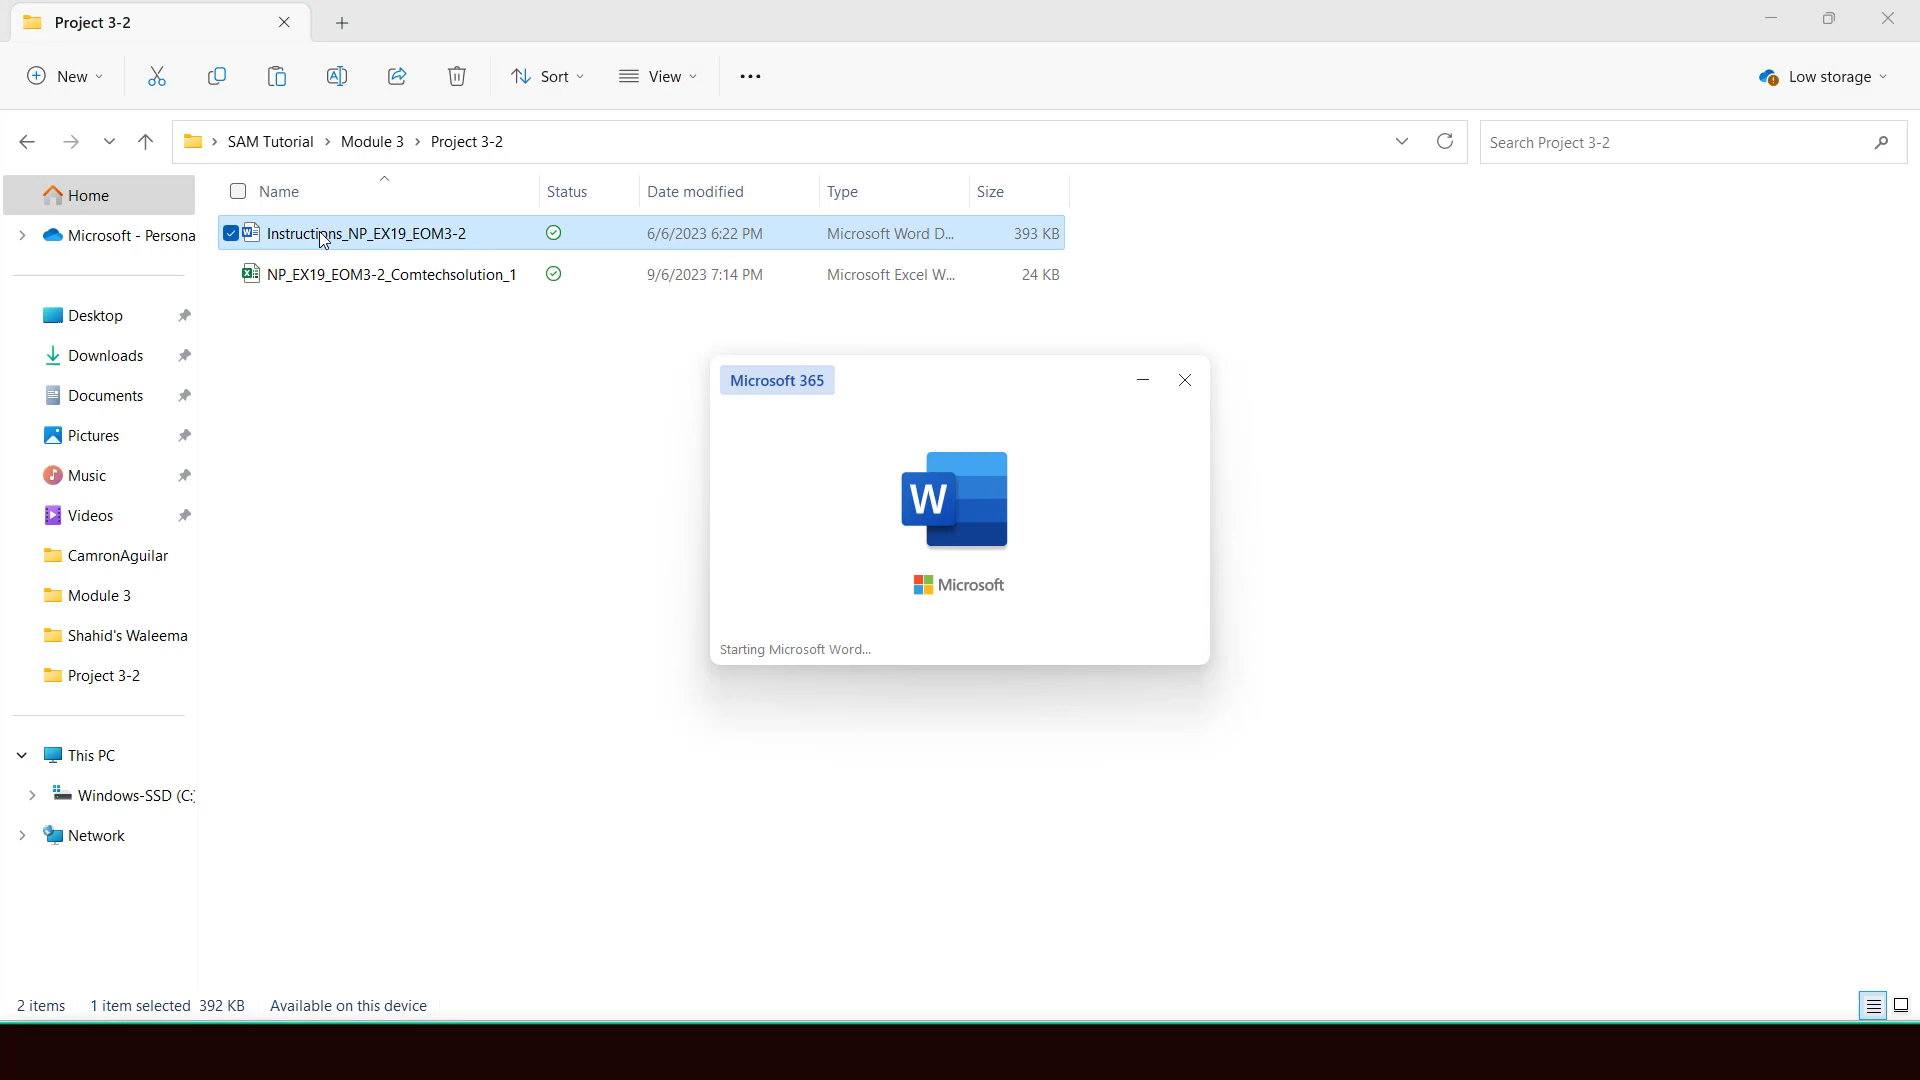 Project 3-2
New
Sort
View
Low storage
SAM Tutorial
Module 3
Project 3-2
Search Project 3-2
Name
Status
Date modified
Type
Size
Home
Instructions_NP_EX19_EOM3-2
6/6/2023 6:22 PM
Microsoft Word D...
393 KB
Microsoft - Persona
NP_EX19_EOM3-2_Comtechsolution_1
9/6/2023 7:14 PM
Microsoft Excel W...
24 KB
Desktop
Downloads
Documents
Pictures
Music
Videos
CamronAguilar
Module 3
Shahid's Waleema
Project 3-2
This PC
Windows-SSD (C:)
Network
Microsoft 365
W
Microsoft
Starting Microsoft Word...
2 items
1 item selected
392 KB
Available on this device